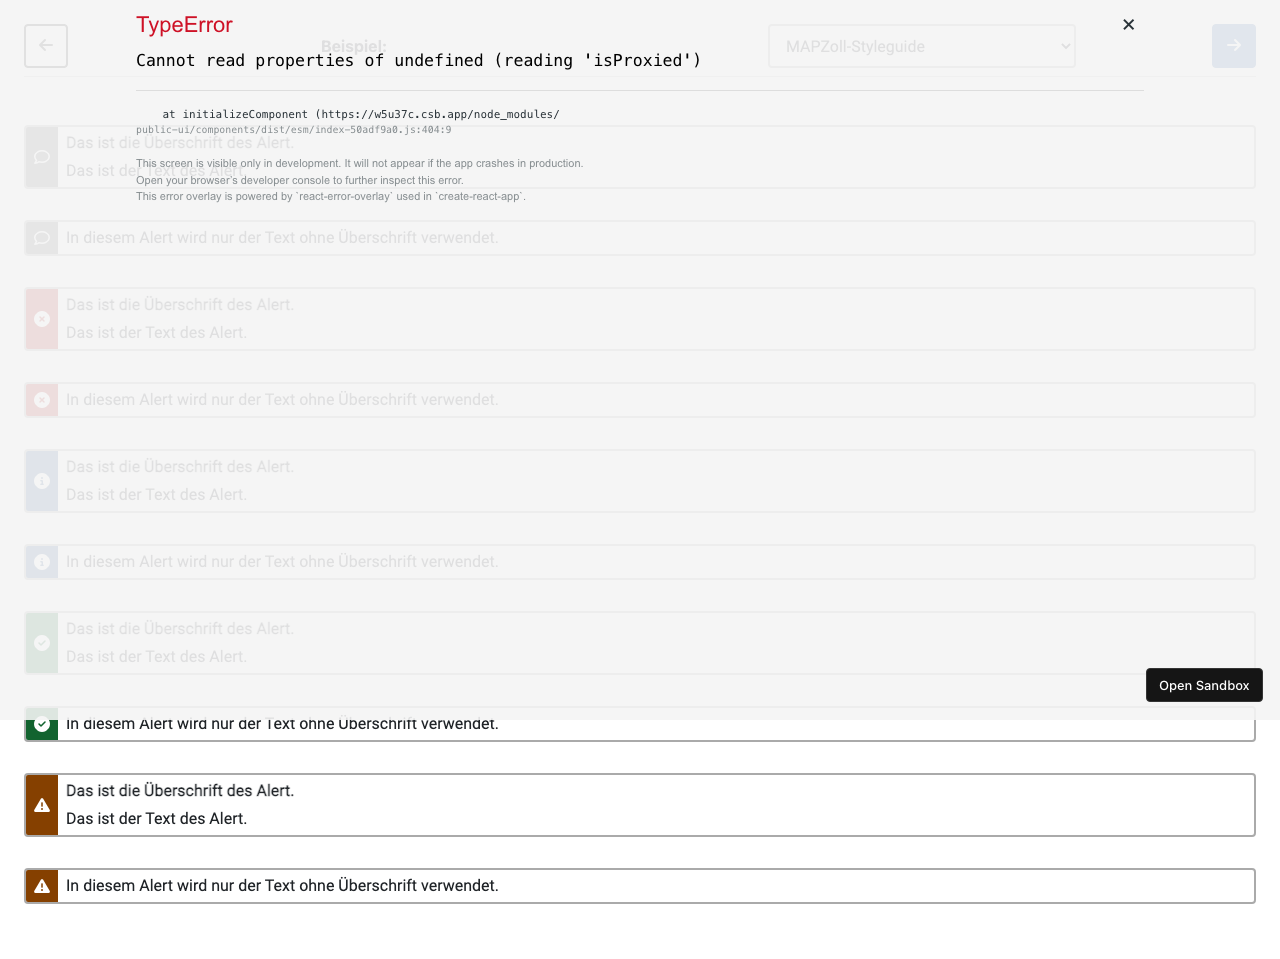 TypeError
×
Beispiel:
MAPZoll-Styleguide
Cannot read properties of undefined (reading 'isProxied')
at initializeComponent (https://w5u37c.csb.app/node_modules/
public-ui/components/dist/esm/index-50adf9a0.js:404:9
Das ist die Überschrift des Alert.
Das ist der Text des Alert.
This screen is visible only in development. It will not appear if the app crashes in production.
Open your browser's developer console to further inspect this error.
This error overlay is powered by `react-error-overlay` used in `create-react-app`.
In diesem Alert wird nur der Text ohne Überschrift verwendet.
Das ist die Überschrift des Alert.
Das ist der Text des Alert.
In diesem Alert wird nur der Text ohne Überschrift verwendet.
Das ist die Überschrift des Alert.
Das ist der Text des Alert.
In diesem Alert wird nur der Text ohne Überschrift verwendet.
Das ist die Überschrift des Alert.
Das ist der Text des Alert.
Open Sandbox
In diesem Alert wird nur der Text ohne Überschrift verwendet.
Das ist die Überschrift des Alert.
Das ist der Text des Alert.
In diesem Alert wird nur der Text ohne Überschrift verwendet.